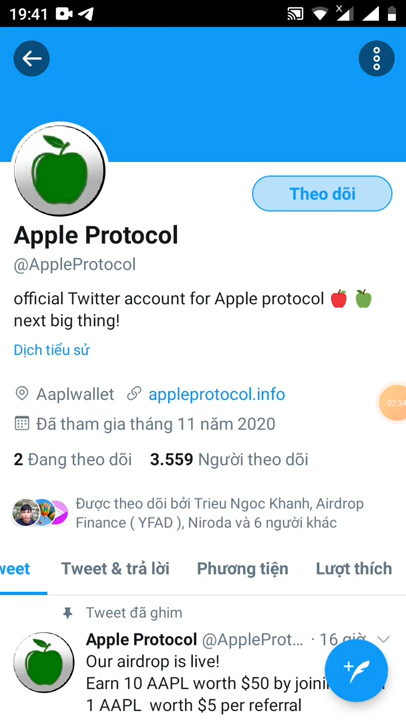 19:41
Theo dõi
Apple Protocol
@AppleProtocol
official Twitter account for Apple protocol 🍎 🍏
next big thing!
Dịch tiểu sử
Aaplwallet appleprotocol.info
Đã tham gia tháng 11 năm 2020
2 Đang theo dõi 3.559 Người theo dõi
Được theo dõi bởi Trieu Ngoc Khanh, Airdrop
Finance ( YFAD ), Niroda và 6 người khác
weet Tweet & trả lời Phương tiện Lượt thích
Tweet đã ghim
Apple Protocol @AppleProt... · 16 giờ
Our airdrop is live!
Earn 10 AAPL worth $50 by joini
1 AAPL worth $5 per referral